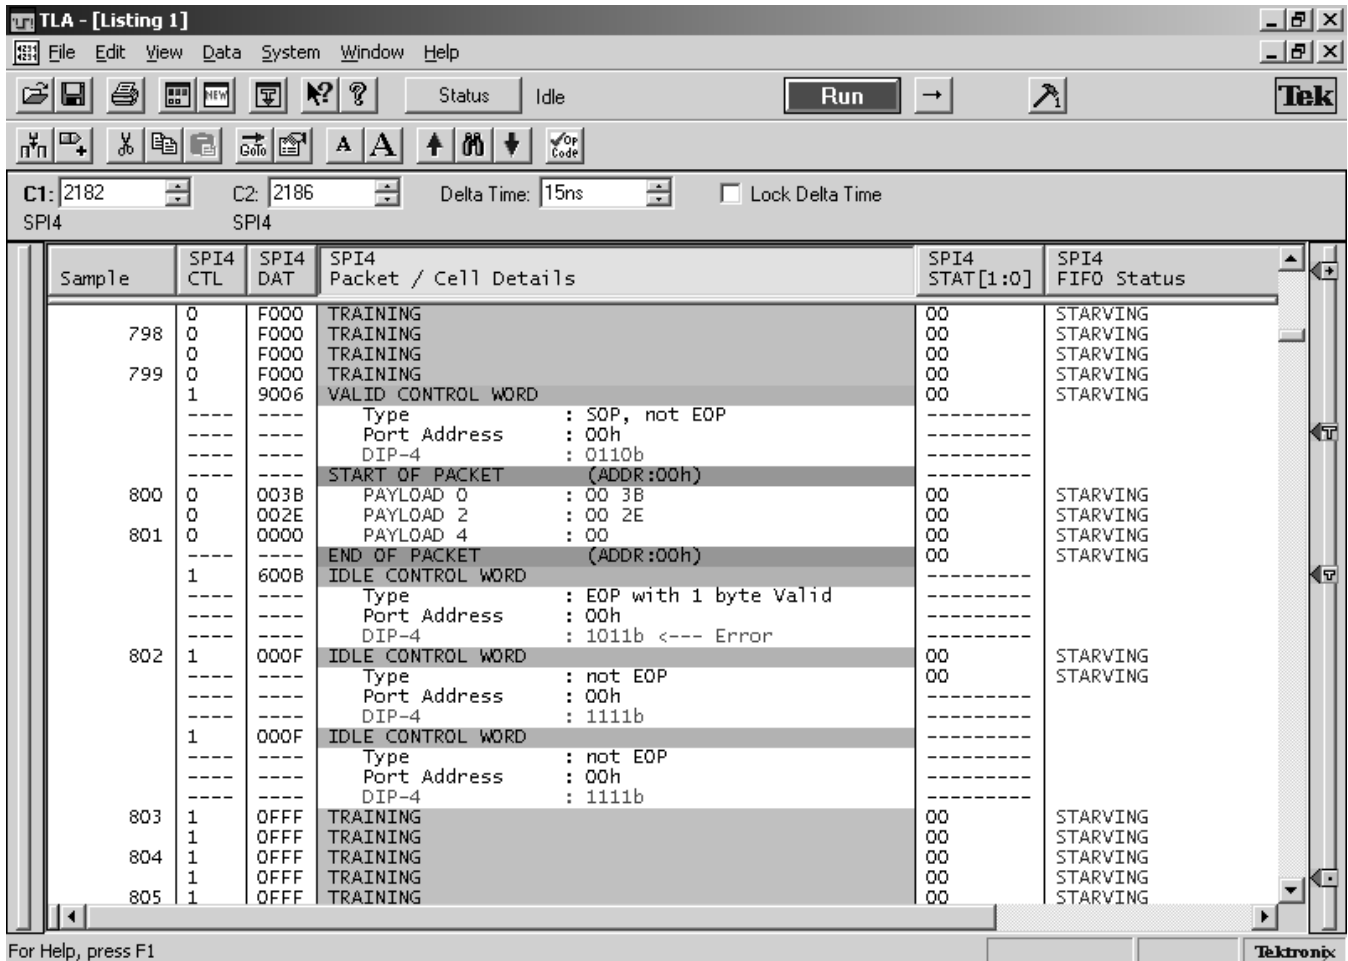 TLA - [Listing 1]
File Edit View Data System Window Help
NEW Status Idle Run Tek
GoTo A A OP Code
C1: 2182 C2: 2186 Delta Time: 15ns Lock Delta Time
SPI4 SPI4
SPI4 SPI4 SPI4 SPI4 SPI4
Sample CTL DAT Packet / Cell Details STAT[1:0] FIFO Status
0 F000 TRAINING 00 STARVING
798 0 F000 TRAINING 00 STARVING
0 F000 TRAINING 00 STARVING
799 0 F000 TRAINING 00 STARVING
1 9006 VALID CONTROL WORD 00 STARVING
---- ---- Type : SOP, not EOP ---------
---- ---- Port Address : 00h ---------
---- ---- DIP-4 : 0110b ---------
---- ---- START OF PACKET (ADDR:00h) ---------
800 0 003B PAYLOAD 0 : 00 3B 00 STARVING
0 002E PAYLOAD 2 : 00 2E 00 STARVING
801 0 0000 PAYLOAD 4 : 00 00 STARVING
---- ---- END OF PACKET (ADDR:00h) 00 STARVING
1 600B IDLE CONTROL WORD ---------
---- ---- Type : EOP with 1 byte Valid ---------
---- ---- Port Address : 00h ---------
---- ---- DIP-4 : 1011b <--- Error ---------
802 1 000F IDLE CONTROL WORD 00 STARVING
---- ---- Type : not EOP 00 STARVING
---- ---- Port Address : 00h ---------
---- ---- DIP-4 : 1111b ---------
1 000F IDLE CONTROL WORD ---------
---- ---- Type : not EOP ---------
---- ---- Port Address : 00h ---------
---- ---- DIP-4 : 1111b ---------
803 1 0FFF TRAINING 00 STARVING
1 0FFF TRAINING 00 STARVING
804 1 0FFF TRAINING 00 STARVING
1 0FFF TRAINING 00 STARVING
805 1 0FFF TRAINING 00 STARVING
For Help, press F1 Tektronix